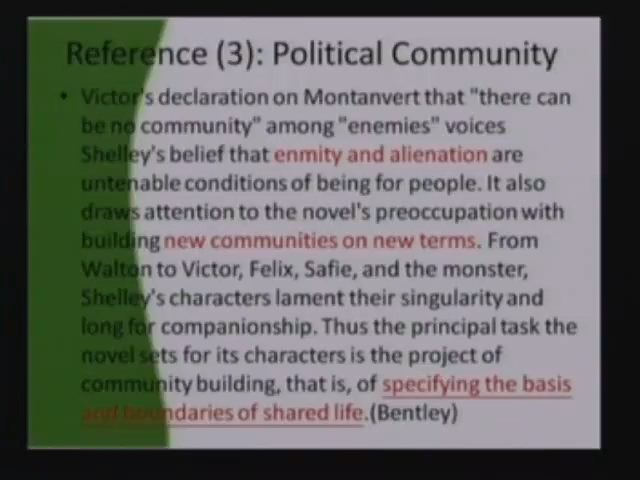 Reference (3): Political Community
• Victor's declaration on Montanvert that "there can
be no community" among "enemies" voices
Shelley's belief that enmity and alienation are
untenable conditions of being for people. It also
draws attention to the novel's preoccupation with
building new communities on new terms. From
Walton to Victor, Felix, Safie, and the monster,
Shelley's characters lament their singularity and
long for companionship. Thus the principal task the
novel sets for its characters is the project of
community building, that is, of specifying the basis
and boundaries of shared life.(Bentley)